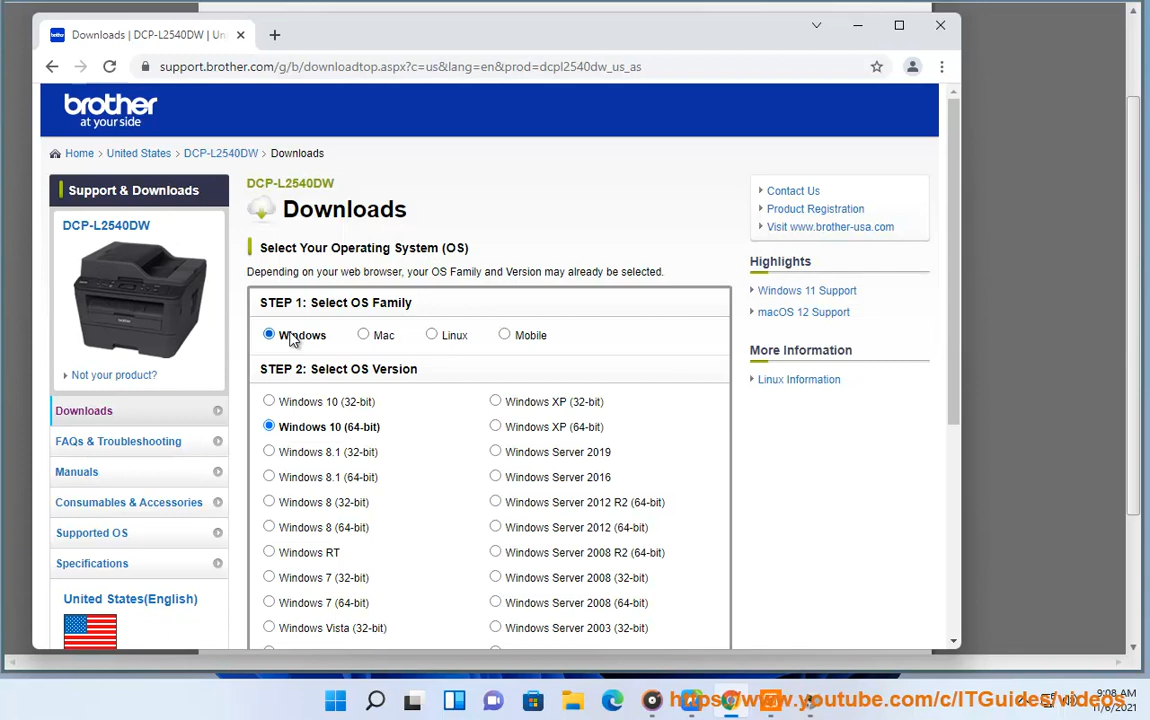 Downloads | DCP-L2540DW | Un
support.brother.com/g/b/downloadtop.aspx?c=us&lang=en&prod=dcpl2540dw_us_as
brother
at your side
Home > United States > DCP-L2540DW > Downloads
Support & Downloads
DCP-L2540DW
Not your product?
Downloads
FAQs & Troubleshooting
Manuals
Consumables & Accessories
Supported OS
Specifications
United States(English)
DCP-L2540DW
Downloads
Select Your Operating System (OS)
Depending on your web browser, your OS Family and Version may already be selected.
STEP 1: Select OS Family
Windows Mac Linux Mobile
STEP 2: Select OS Version
Windows 10 (32-bit)
Windows 10 (64-bit)
Windows 8.1 (32-bit)
Windows 8.1 (64-bit)
Windows 8 (32-bit)
Windows 8 (64-bit)
Windows RT
Windows 7 (32-bit)
Windows 7 (64-bit)
Windows Vista (32-bit)
Windows XP (32-bit)
Windows XP (64-bit)
Windows Server 2019
Windows Server 2016
Windows Server 2012 R2 (64-bit)
Windows Server 2012 (64-bit)
Windows Server 2008 R2 (64-bit)
Windows Server 2008 (32-bit)
Windows Server 2008 (64-bit)
Windows Server 2003 (32-bit)
Contact Us
Product Registration
Visit www.brother-usa.com
Highlights
Windows 11 Support
macOS 12 Support
More Information
Linux Information
https://www.youtube.com/c/ITGuides/videos
9:08 AM
11/6/2021